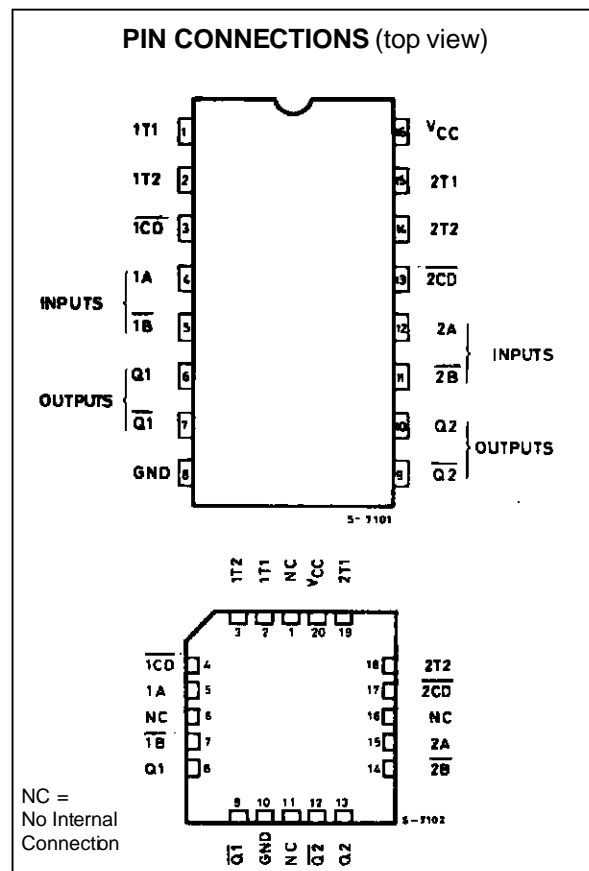 PIN CONNECTIONS (top view)
1T1 1 16 VCC
1T2 2 15 2T1
1CD 3 14 2T2
1A 4 13 2CD
INPUTS
1B 5 12 2A
INPUTS
Q1 6 11 2B
OUTPUTS
Q1 7 10 Q2
OUTPUTS
GND 8 9 Q2
S-7101
1T2 1T1 NC VCC 2T1
3 2 1 20 19
1CD 4 18 2T2
1A 5 17 2CD
NC 6 16 NC
1B 7 15 2A
Q1 8 14 2B
NC =
No Internal
Connection
9 10 11 12 13
S-7102
Q1 GND NC Q2 Q2